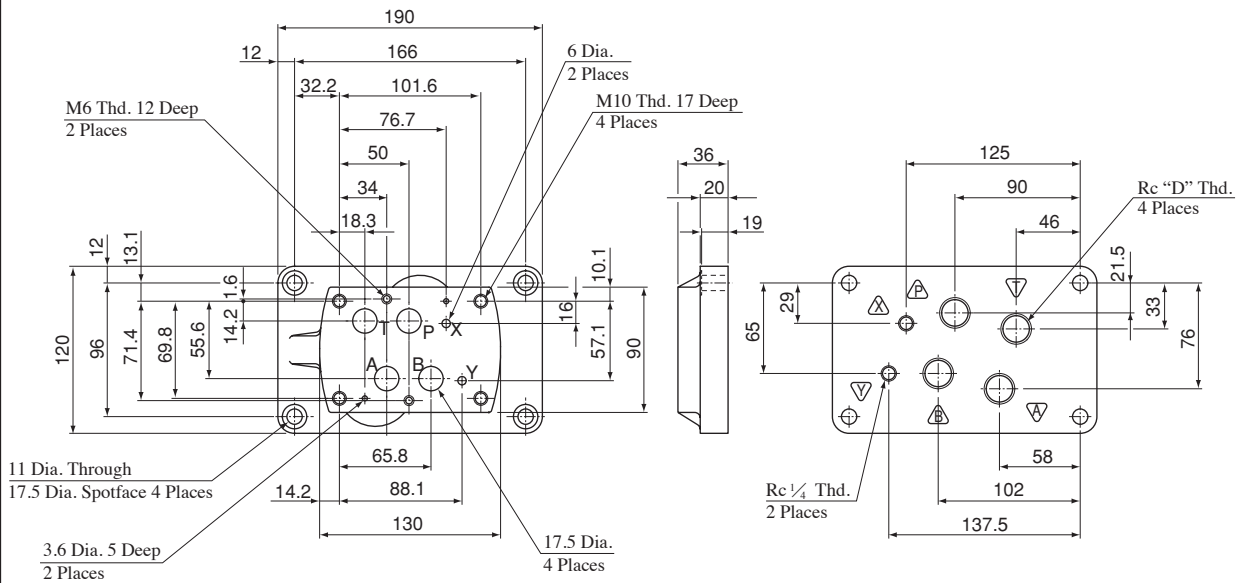 190
12
166
6 Dia.
2 Places
32.2
101.6
M6 Thd. 12 Deep
2 Places
M10 Thd. 17 Deep
4 Places
76.7
50
34
18.3
36
20
19
125
90
46
Rc “D” Thd.
4 Places
12
13.1
1.6
14.2
10.1
120
96
71.4
69.8
55.6
T
P
X
A
B
Y
16
57.1
90
65
29
X
P
T
Y
B
A
21.5
33
76
65.8
14.2
88.1
130
11 Dia. Through
17.5 Dia. Spotface 4 Places
3.6 Dia. 5 Deep
2 Places
17.5 Dia.
4 Places
Rc ¼ Thd.
2 Places
58
102
137.5